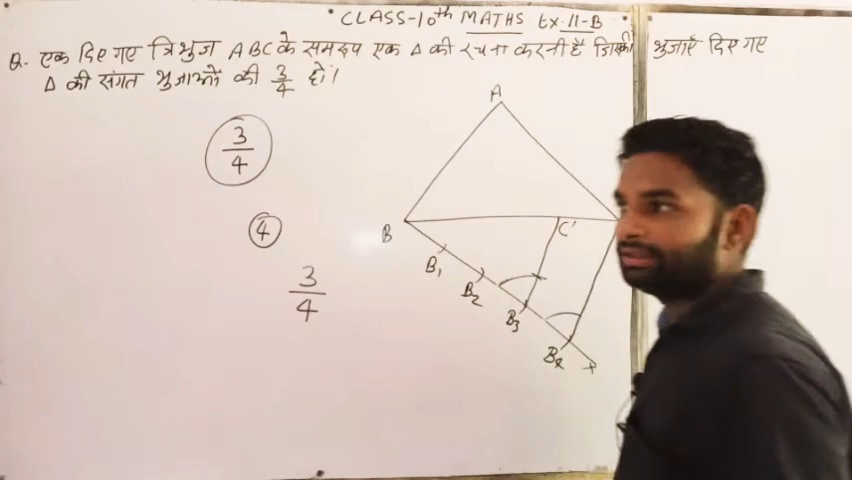 CLASS-10th MATHS Ex-11-B
Q- एक दिए गए त्रिभुज ABC के समरूप एक Δ की रचना करनी है जिसकी भुजाएँ दिए गए
Δ की संगत भुजाओं की 3/4 हो।
A
3/4
B
C'
4
B1
B2
3/4
B3
B4
x